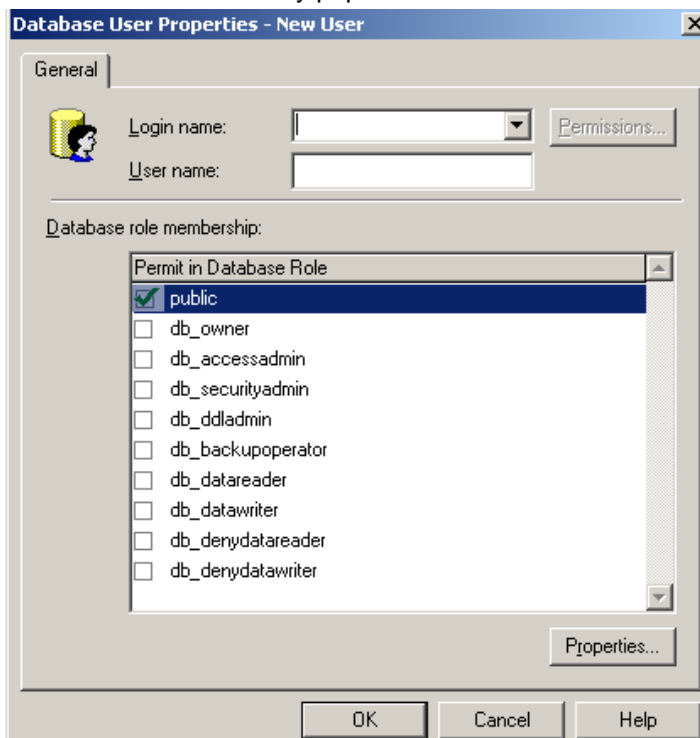 Database User Properties - New User
General
Login name:
Permissions...
User name:
Database role membership:
Permit in Database Role
public
db_owner
db_accessadmin
db_securityadmin
db_ddladmin
db_backupoperator
db_datareader
db_datawriter
db_denydatareader
db_denydatawriter
Properties...
OK Cancel Help